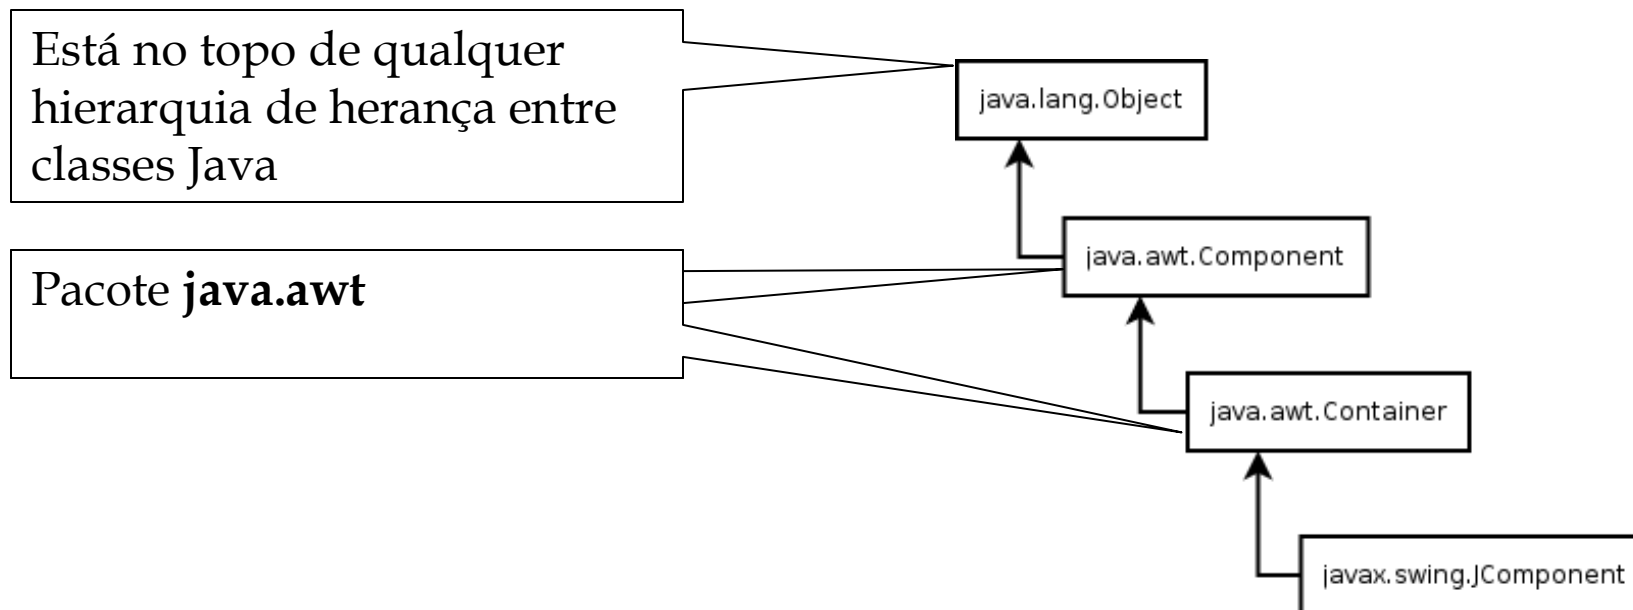 Está no topo de qualquer
hierarquia de herança entre
classes Java
java.lang.Object
Pacote java.awt
java.awt.Component
java.awt.Container
javax.swing.JComponent